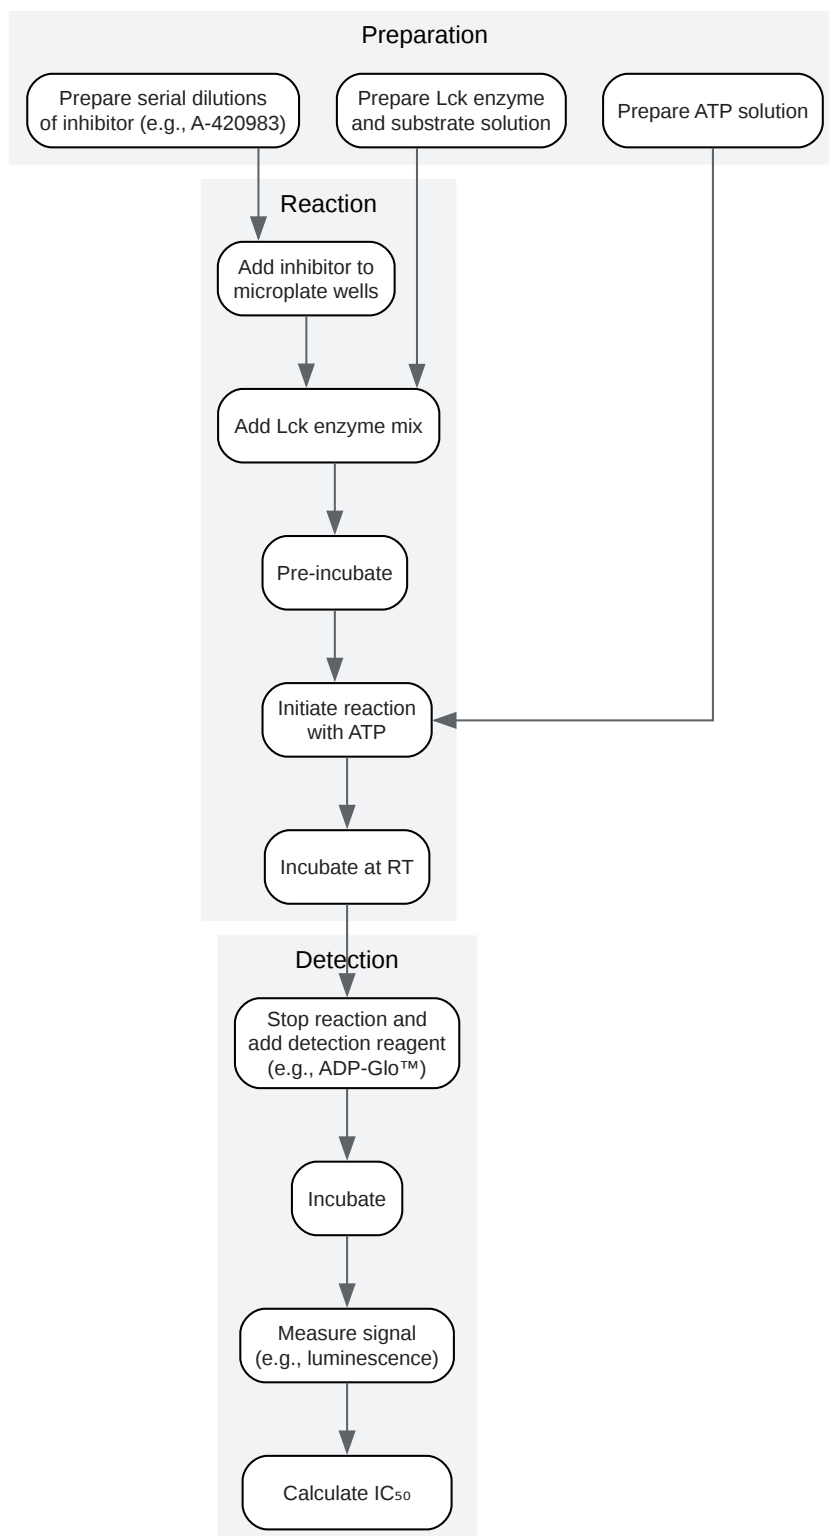 Preparation
Prepare serial dilutions
of inhibitor (e.g., A-420983)
Prepare Lck enzyme
and substrate solution
Prepare ATP solution
Reaction
Add inhibitor to
microplate wells
Add Lck enzyme mix
Pre-incubate
Initiate reaction
with ATP
Incubate at RT
Detection
Stop reaction and
add detection reagent
(e.g., ADP-Glo™)
Incubate
Measure signal
(e.g., luminescence)
Calculate IC₅₀